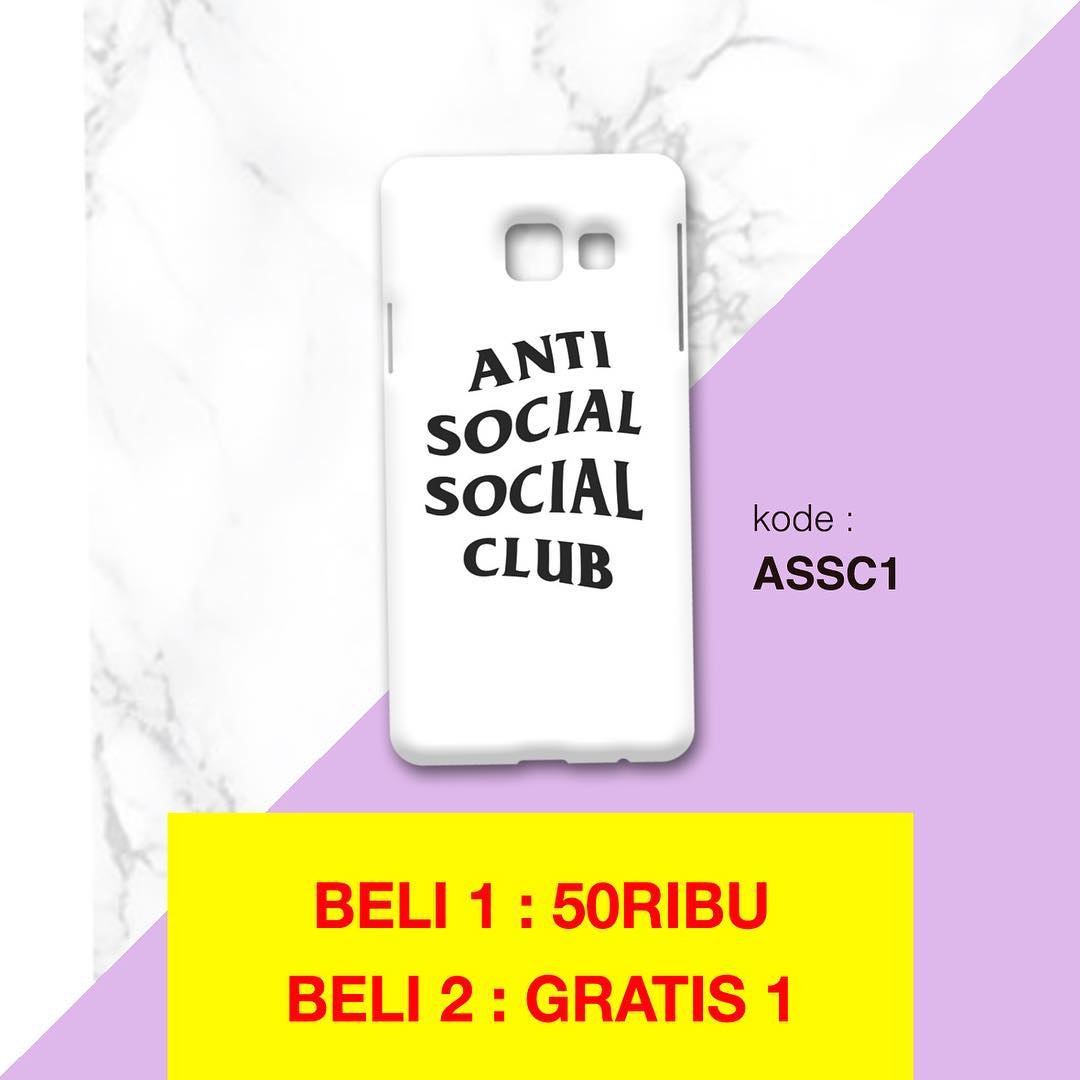 ANTI
SOCIAL
SOCIAL
CLUB
kode :
ASSC1
BELI 1 : 50RIBU
BELI 2 : GRATIS 1